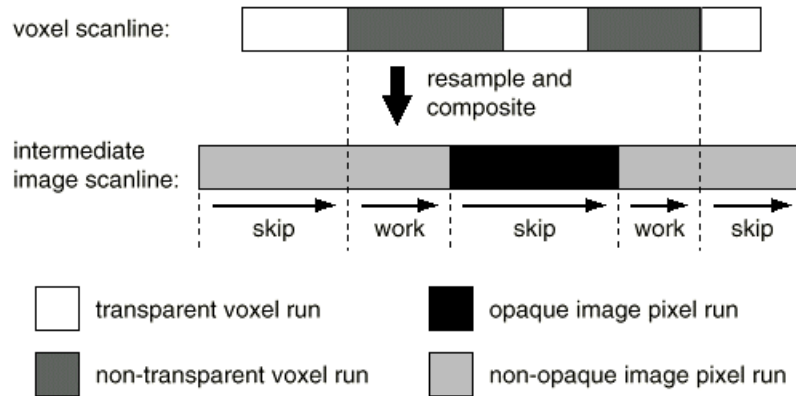 voxel scanline:
resample and
composite
intermediate
image scanline:
skip work skip work skip
transparent voxel run opaque image pixel run
non-transparent voxel run non-opaque image pixel run